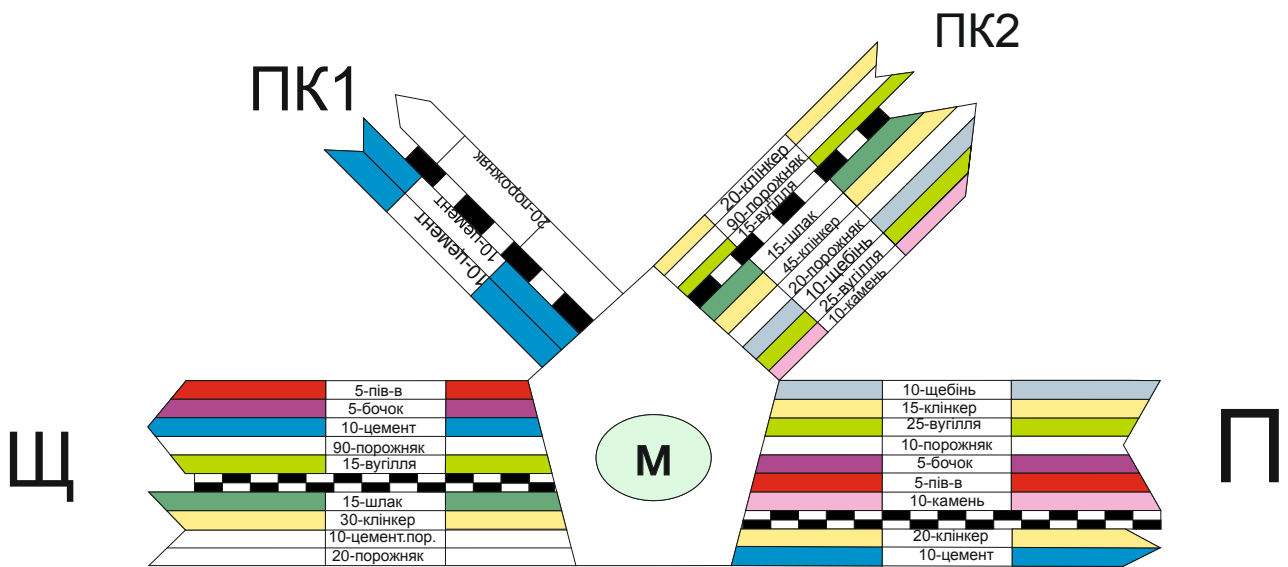 ПК1
ПК2
20-порожняк
10-цемент
10-цемент
20-клінкер
90-порожняк
15-вугілля
15-шлак
45-клінкер
20-порожняк
10-щебінь
25-вугілля
10-камень
Щ
5-пів-в
5-бочок
10-цемент
90-порожняк
15-вугілля
15-шлак
30-клінкер
10-цемент.пор.
20-порожняк
М
10-щебінь
15-клінкер
25-вугілля
10-порожняк
5-бочок
5-пів-в
10-камень
20-клінкер
10-цемент
П